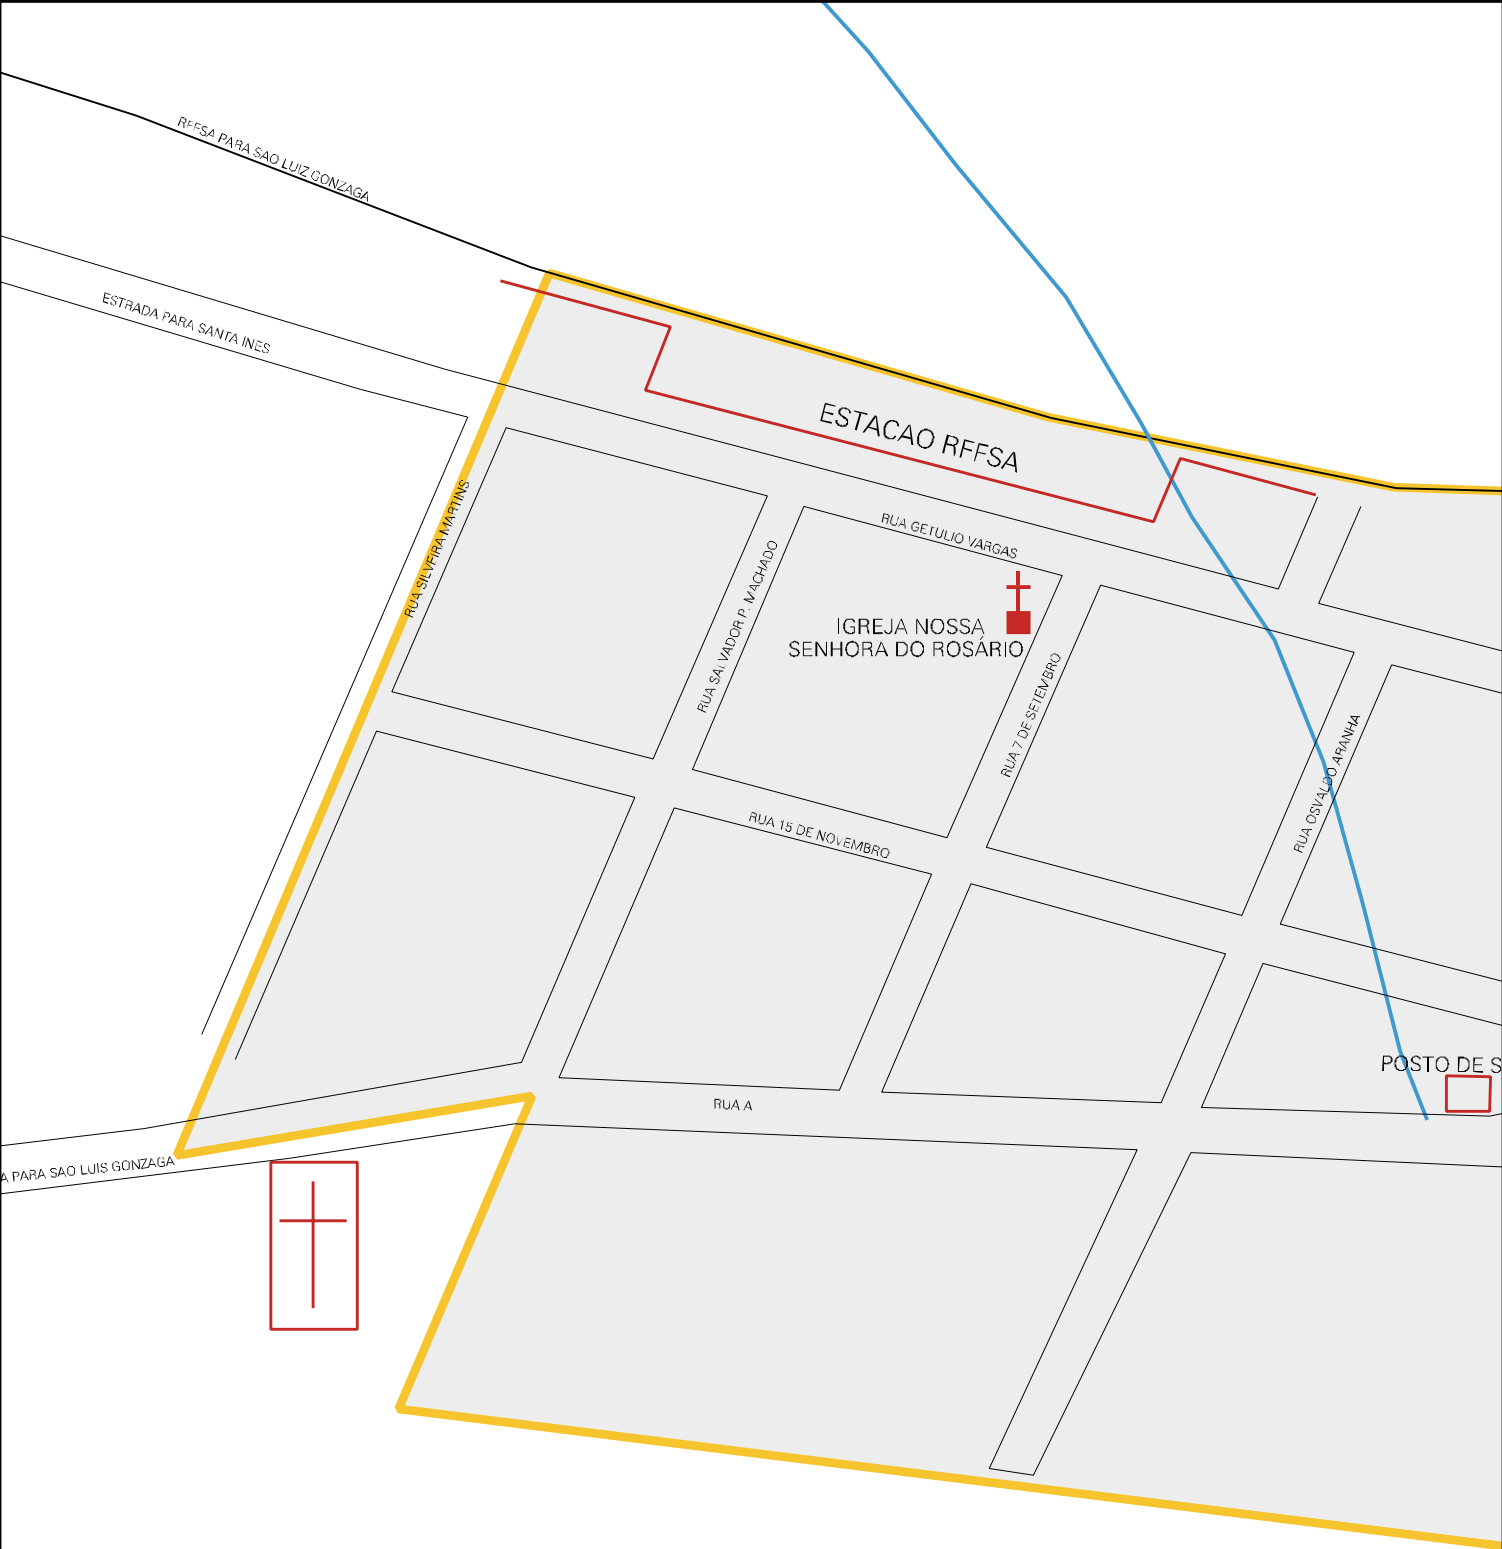 RFFSA PARA SAO LUIZ GONZAGA
ESTRADA PARA SANTA INES
ESTACAO RFFSA
RUA SILVEIRA MARTINS
RUA GETULIO VARGAS
RUA SALVADOR P. MACHADO
IGREJA NOSSA
SENHORA DO ROSÁRIO
RUA 7 DE SETEMBRO
RUA OSVALDO ARANHA
RUA 15 DE NOVEMBRO
POSTO DE S
RUA A
A PARA SAO LUIS GONZAGA